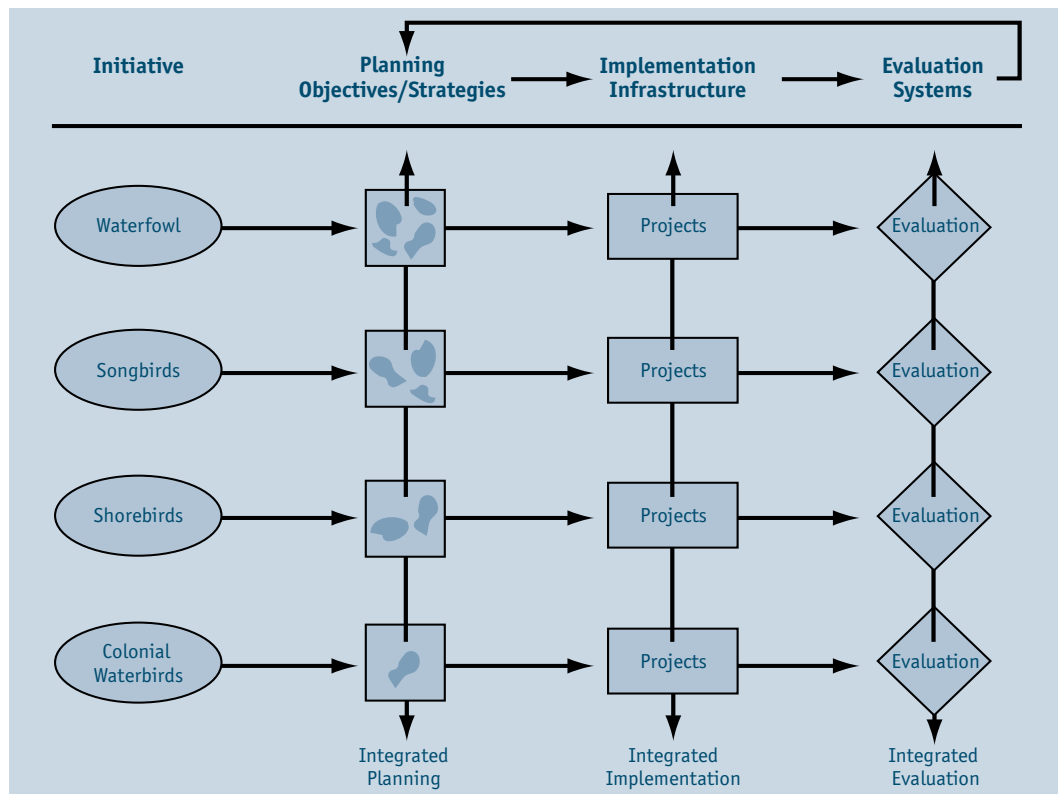 Initiative
Planning
Objectives/Strategies
Implementation
Infrastructure
Evaluation
Systems
Waterfowl
Projects
Evaluation
Songbirds
Projects
Evaluation
Shorebirds
Projects
Evaluation
Colonial
Waterbirds
Projects
Evaluation
Integrated
Planning
Integrated
Implementation
Integrated
Evaluation